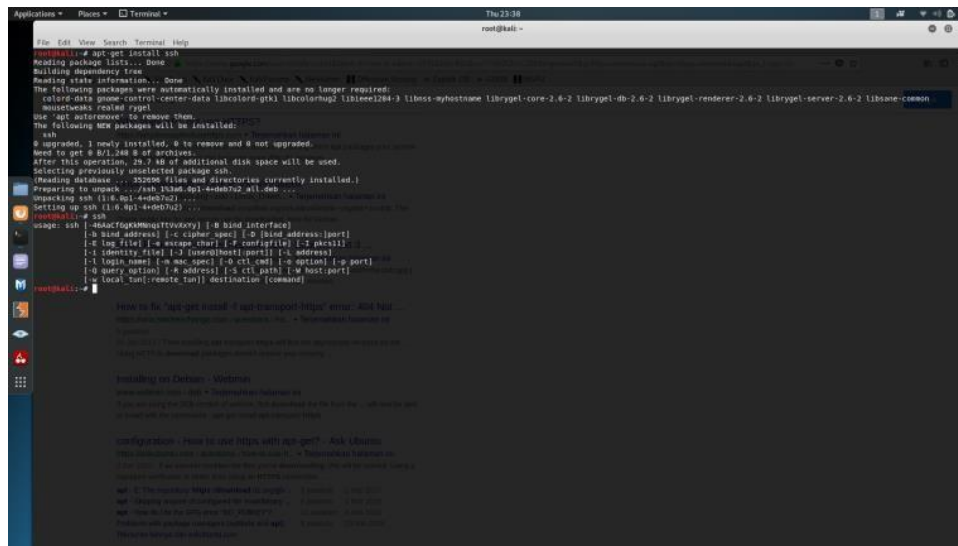 Applications Places Terminal Thu 23:38 1
root@kali: ~
File Edit View Search Terminal Help
root@kali:~# apt-get install ssh
Reading package lists... Done
Building dependency tree
Reading state information... Done
The following packages were automatically installed and are no longer required:
colord-data gnome-control-center-data libcolord-gtk1 libcolorhug2 libieee1284-3 libnss-myhostname librygel-core-2.6-2 librygel-db-2.6-2 librygel-renderer-2.6-2 librygel-server-2.6-2 libsane-common
mousetweaks realmd rygel
Use 'apt autoremove' to remove them.
The following NEW packages will be installed:
ssh
0 upgraded, 1 newly installed, 0 to remove and 0 not upgraded.
Need to get 0 B/1,248 B of archives.
After this operation, 29.7 kB of additional disk space will be used.
Selecting previously unselected package ssh.
(Reading database ... 352696 files and directories currently installed.)
Preparing to unpack .../ssh_1%3a6.0p1-4+deb7u2_all.deb ...
Unpacking ssh (1:6.0p1-4+deb7u2) ...
Setting up ssh (1:6.0p1-4+deb7u2) ...
root@kali:~# ssh
usage: ssh [-46AaCfGgKkMNnqsTtVvXxYy] [-B bind_interface]
[-b bind_address] [-c cipher_spec] [-D [bind_address:]port]
[-E log_file] [-e escape_char] [-F configfile] [-I pkcs11]
[-i identity_file] [-J [user@]host[:port]] [-L address]
[-l login_name] [-m mac_spec] [-O ctl_cmd] [-o option] [-p port]
[-Q query_option] [-R address] [-S ctl_path] [-W host:port]
[-w local_tun[:remote_tun]] destination [command]
root@kali:~#
How to fix "apt-get install -f apt-transport-https" error : 404 Not ...
Installing on Debian - Webmin
configuration - How to use https with apt-get? - Ask Ubuntu